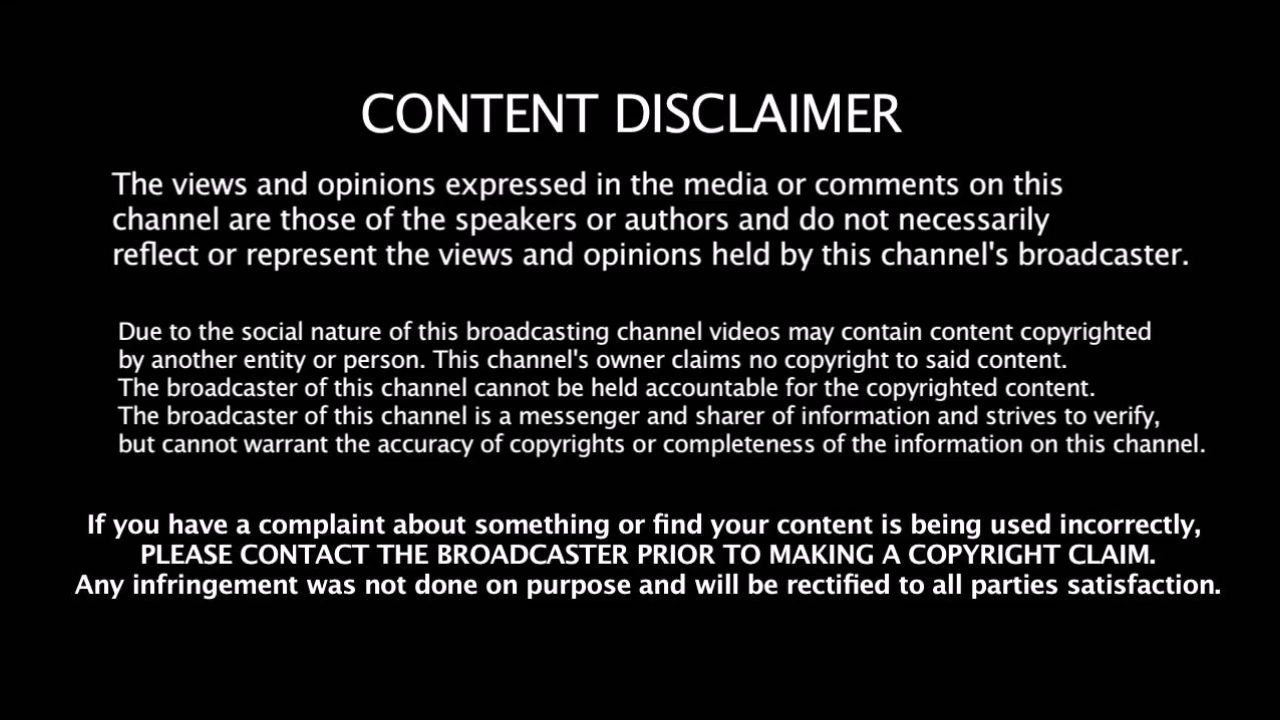 CONTENT DISCLAIMER
The views and opinions expressed in the media or comments on this
channel are those of the speakers or authors and do not necessarily
reflect or represent the views and opinions held by this channel's broadcaster.
Due to the social nature of this broadcasting channel videos may contain content copyrighted
by another entity or person. This channel's owner claims no copyright to said content.
The broadcaster of this channel cannot be held accountable for the copyrighted content.
The broadcaster of this channel is a messenger and sharer of information and strives to verify,
but cannot warrant the accuracy of copyrights or completeness of the information on this channel.
If you have a complaint about something or find your content is being used incorrectly,
PLEASE CONTACT THE BROADCASTER PRIOR TO MAKING A COPYRIGHT CLAIM.
Any infringement was not done on purpose and will be rectified to all parties satisfaction.